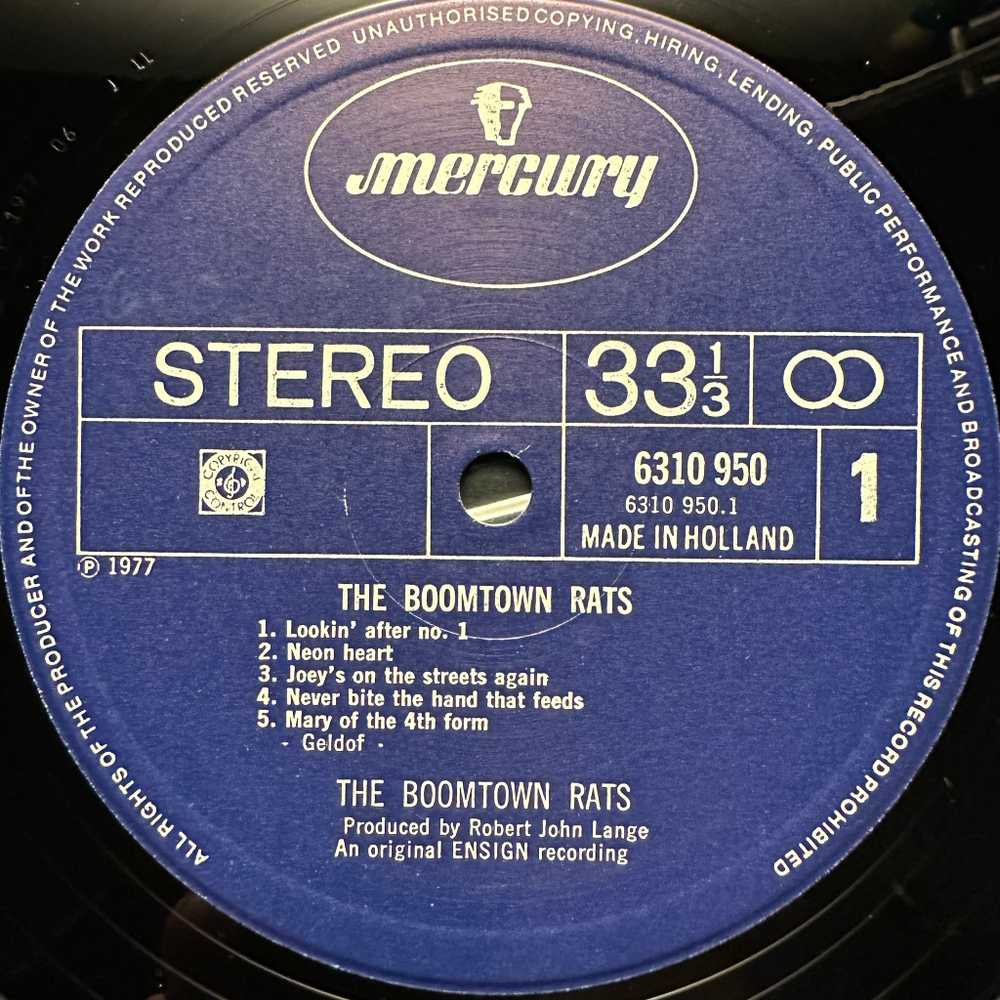 ALL RIGHTS OF THE PRODUCER AND OF THE OWNER OF THE WORK REPRODUCED RESERVED UNAUTHORISED COPYING, HIRING, LENDING, PUBLIC PERFORMANCE AND BROADCASTING OF THIS RECORD PROHIBITED
mercury
STEREO 33 1/3
COPYRIGHT CONTROL
6310 950 1
6310 950.1
MADE IN HOLLAND
Ⓟ 1977
THE BOOMTOWN RATS
1. Lookin' after no. 1
2. Neon heart
3. Joey's on the streets again
4. Never bite the hand that feeds
5. Mary of the 4th form
- Geldof -
THE BOOMTOWN RATS
Produced by Robert John Lange
An original ENSIGN recording